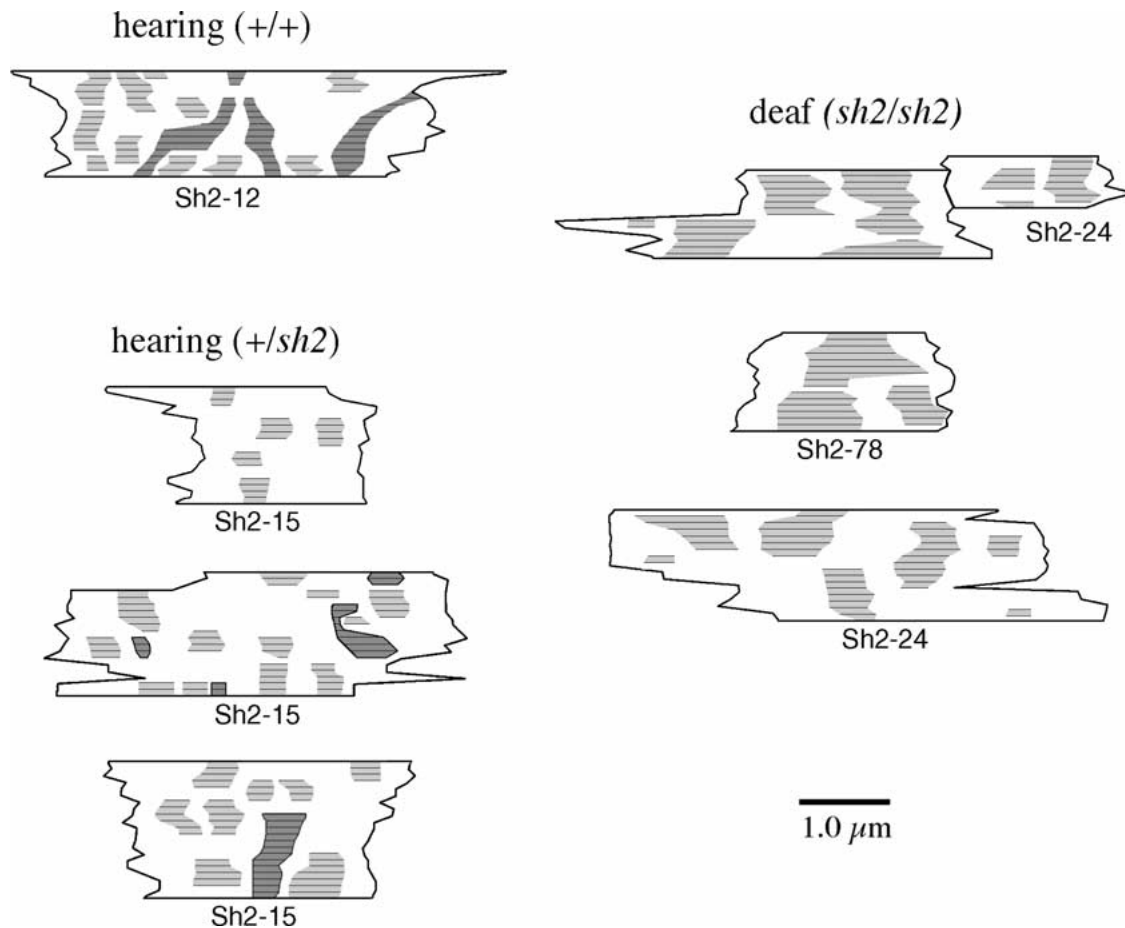 hearing (+/+)
Sh2-12
hearing (+/sh2)
Sh2-15
Sh2-15
Sh2-15
deaf (sh2/sh2)
Sh2-24
Sh2-78
Sh2-24
1.0 μm